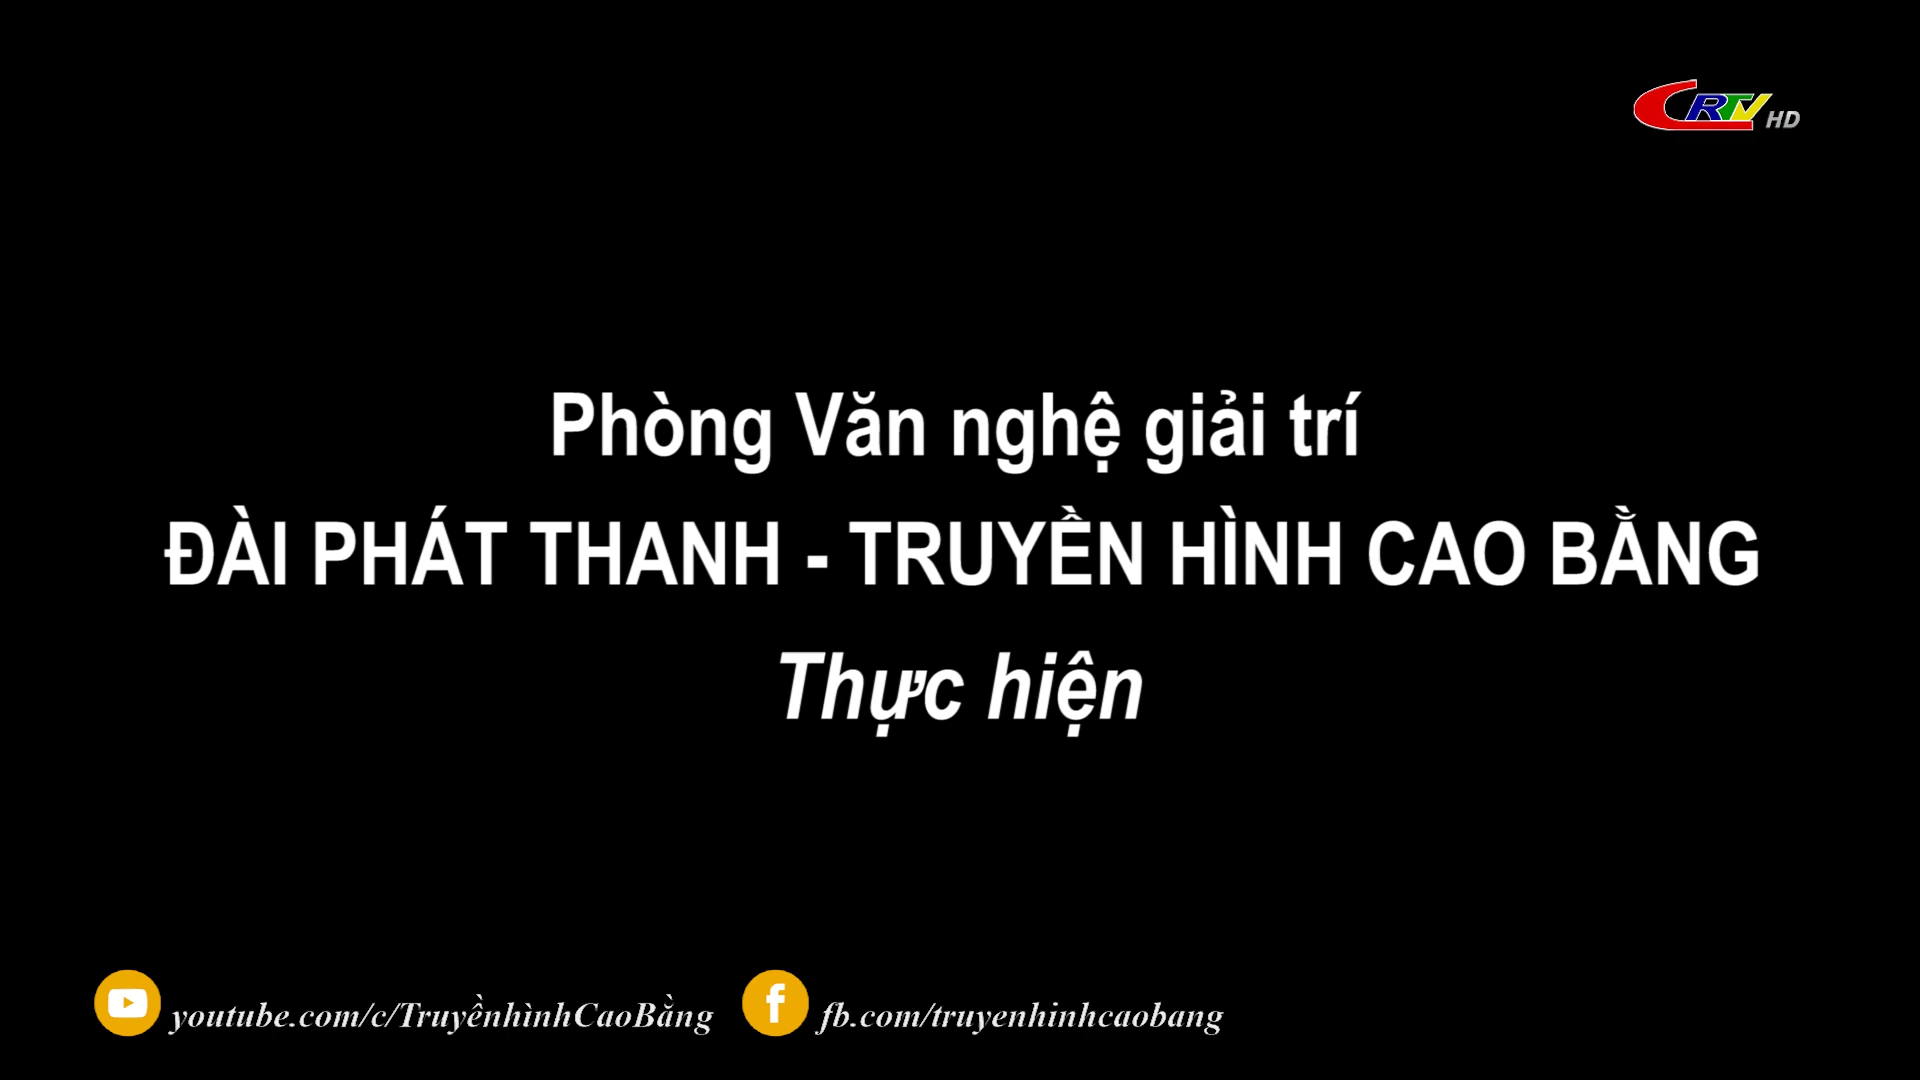 CRTV HD
Phòng Văn nghệ giải trí
ĐÀI PHÁT THANH - TRUYỀN HÌNH CAO BẰNG
Thực hiện
youtube.com/c/TruyềnhìnhCaoBằng fb.com/truyenhinhcaobang